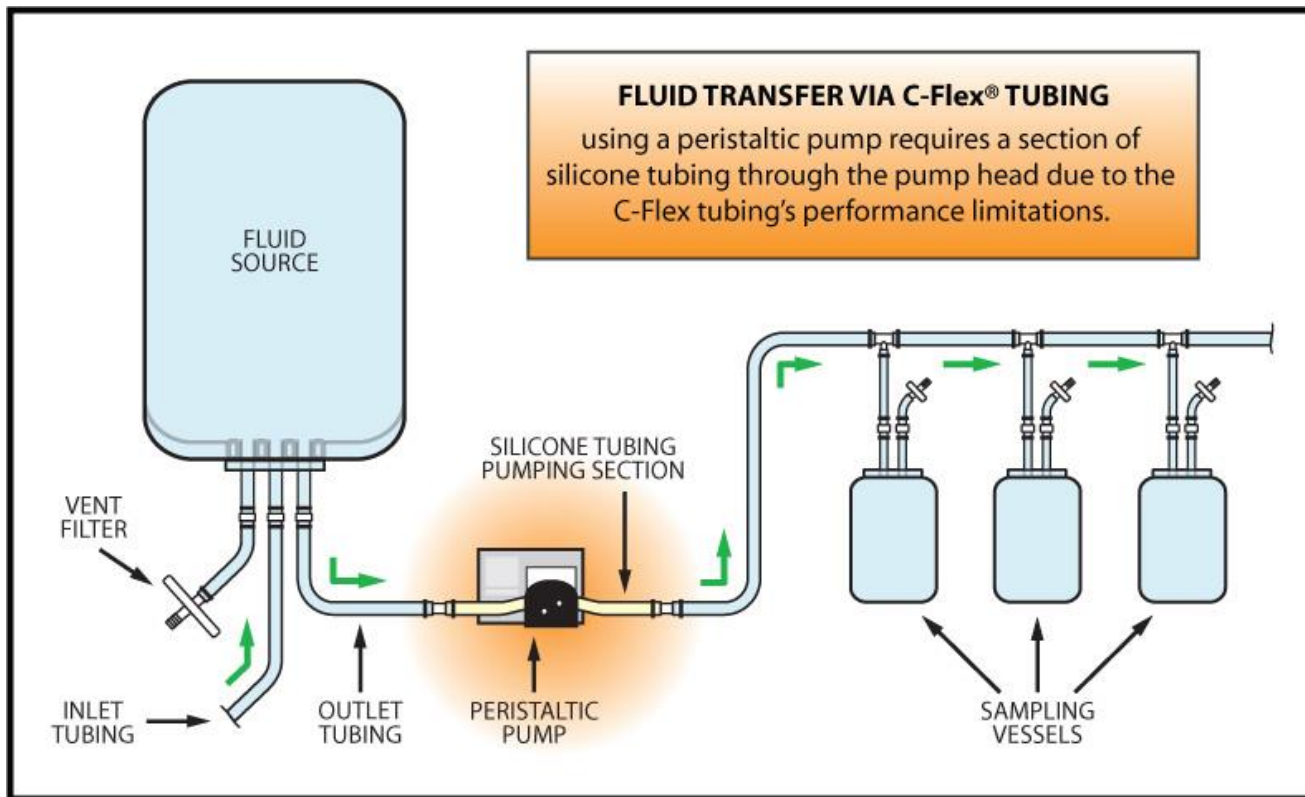 FLUID TRANSFER VIA C-Flex® TUBING
using a peristaltic pump requires a section of
silicone tubing through the pump head due to the
C-Flex tubing's performance limitations.
FLUID
SOURCE
SILICONE TUBING
PUMPING SECTION
VENT
FILTER
INLET
TUBING
OUTLET
TUBING
PERISTALTIC
PUMP
SAMPLING
VESSELS